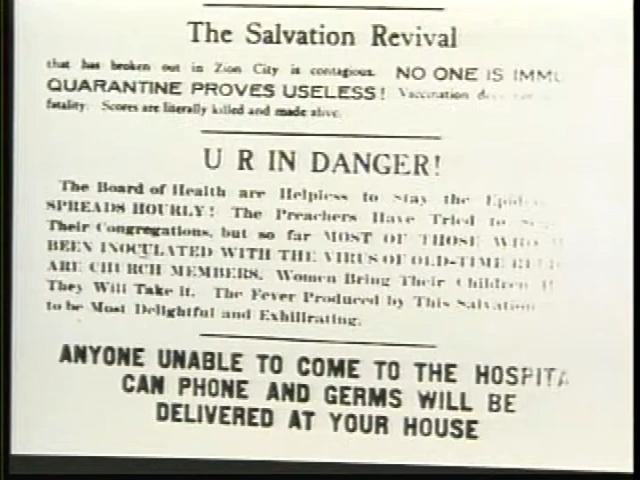 The Salvation Revival
that has broken out in Zion City is contagious. NO ONE IS IMMU
QUARANTINE PROVES USELESS! Vaccination
fatality. Scores are literally killed and made alive.
U R IN DANGER!
The Board of Health are Helpless to Stay the Epid
SPREADS HOURLY! The Preachers Have Tried to
Their Congregations, but so far MOST OF THOSE WHO
BEEN INOCULATED WITH THE VIRUS OF OLD-TIME
ARE CHURCH MEMBERS. Women Bring Their Children
They Will Take it. The Fever Produced by This Salvation
to be Most Delightful and Exhillrating.
ANYONE UNABLE TO COME TO THE HOSPITA
CAN PHONE AND GERMS WILL BE
DELIVERED AT YOUR HOUSE